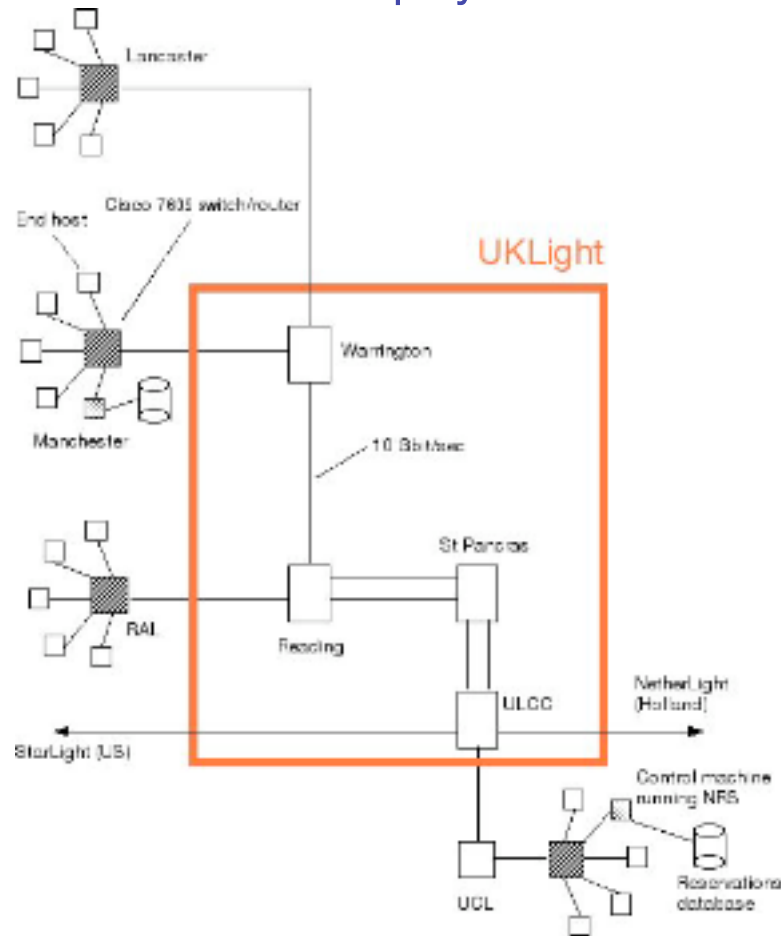 Lancaster
Cisco 7609 switch/router
End host
UKLight
Warrington
Manchester
10 Gbit/sec
St Pancras
RAL
Reading
NetherLight
(Holland)
ULCC
StarLight (US)
Control machine
running NRS
UCL
Reservations
database